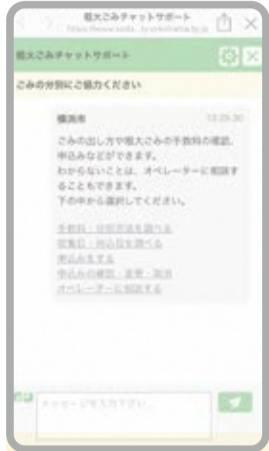 粗大ごみチャットサポート
粗大ごみチャットサポート
ごみの分別にご協力ください
横浜市
ごみの出し方や粗大ごみの手数料の確認、
申込みなどができます。
わからないことは、オペレーターに相談す
ることもできます。
下の中から選択してください。
手数料・分別方法を調べる
収集日・持込日を調べる
申込みをする
申込みの確認・変更・取消
オペレーターに相談する
メッセージを入力下さい...